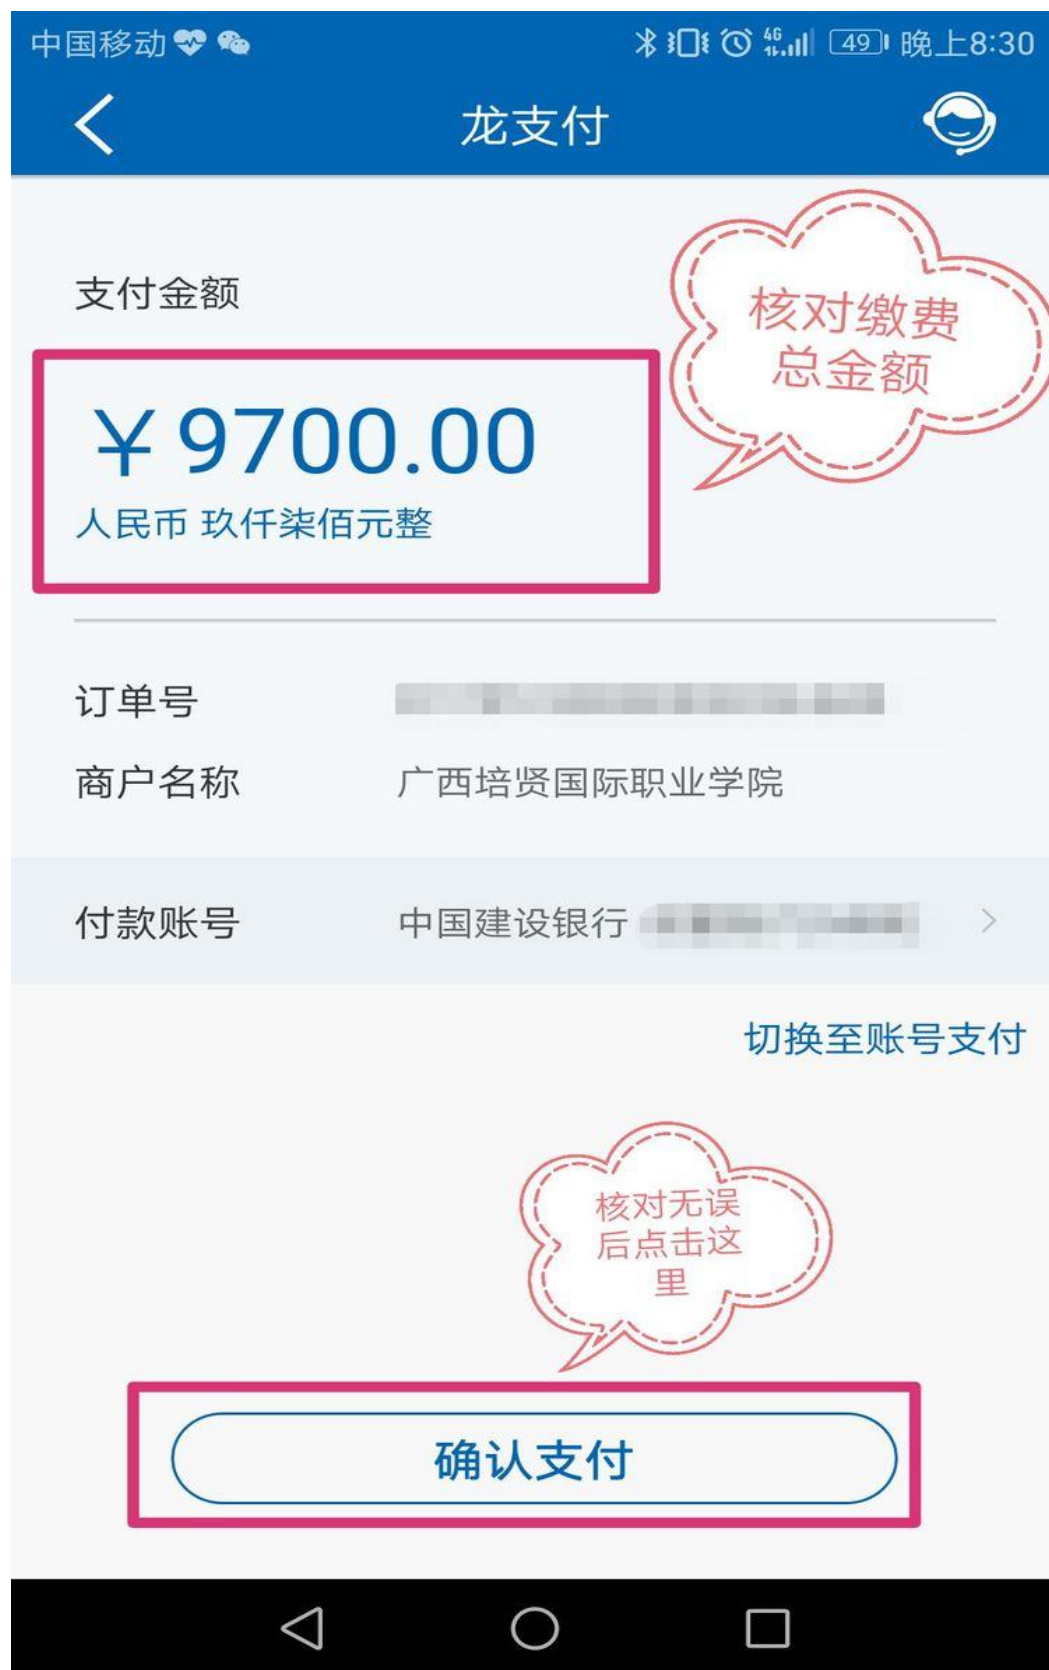 中国移动 46 49 晚上8:30
龙支付
支付金额
核对缴费
总金额
￥9700.00
人民币 玖仟柒佰元整
订单号
商户名称 广西培贤国际职业学院
付款账号 中国建设银行
切换至账号支付
核对无误
后点击这
里
确认支付